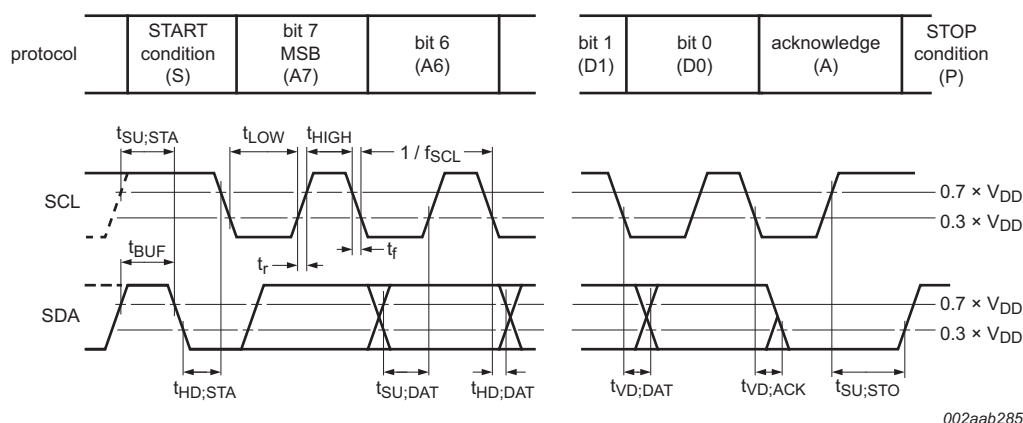 protocol
START
condition
(S)
bit 7
MSB
(A7)
bit 6
(A6)
bit 1
(D1)
bit 0
(D0)
acknowledge
(A)
STOP
condition
(P)
tSU;STA
tLOW
tHIGH
1 / fSCL
SCL
0.7 × VDD
0.3 × VDD
tBUF
tr
tf
SDA
0.7 × VDD
0.3 × VDD
tHD;STA
tSU;DAT
tHD;DAT
tVD;DAT
tVD;ACK
tSU;STO
002aab285